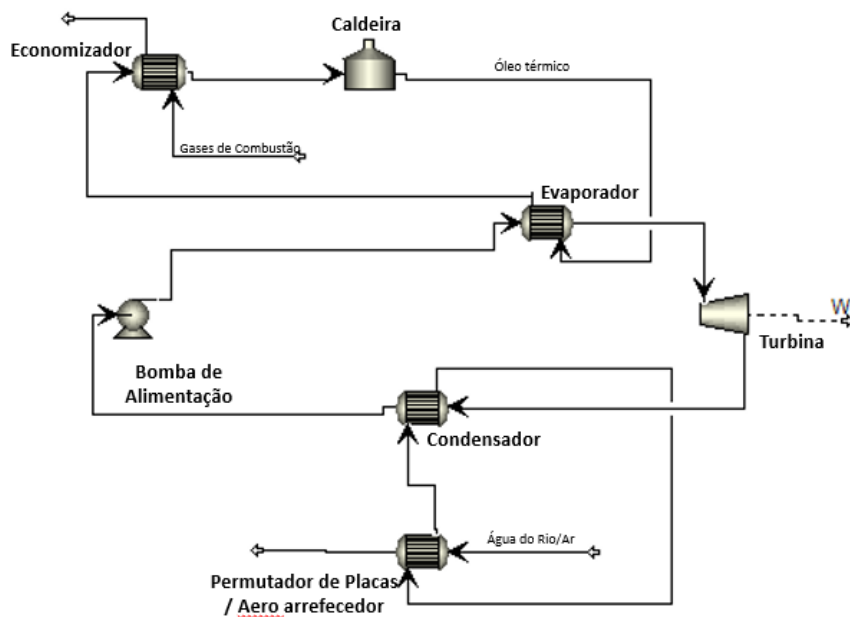 Economizador
Caldeira
Óleo térmico
Gases de Combustão
Evaporador
W
Turbina
Bomba de
Alimentação
Condensador
Água do Rio/Ar
Permutador de Placas
/ Aero arrefecedor